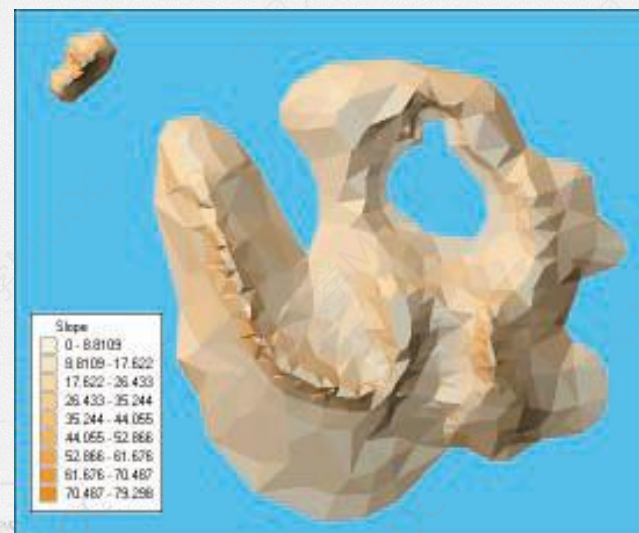 Slope
0 - 8.8109
8.8109 - 17.622
17.622 - 26.433
26.433 - 35.244
35.244 - 44.055
44.055 - 52.866
52.866 - 61.676
61.676 - 70.487
70.487 - 79.298